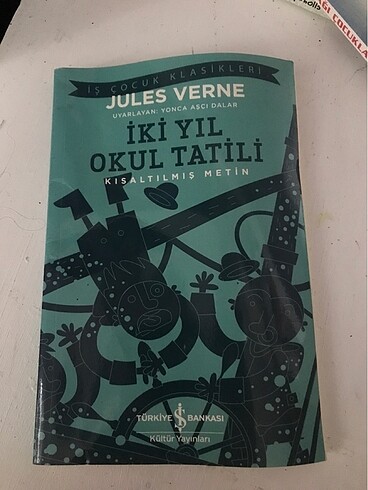 İŞ ÇOCUK KLASİKLERİ
JULES VERNE
UYARLAYAN: YONCA AŞCI DALAR
İKİ YIL
OKUL TATİLİ
KISALTILMIŞ METİN
TÜRKİYE İŞ BANKASI
Kültür Yayınları